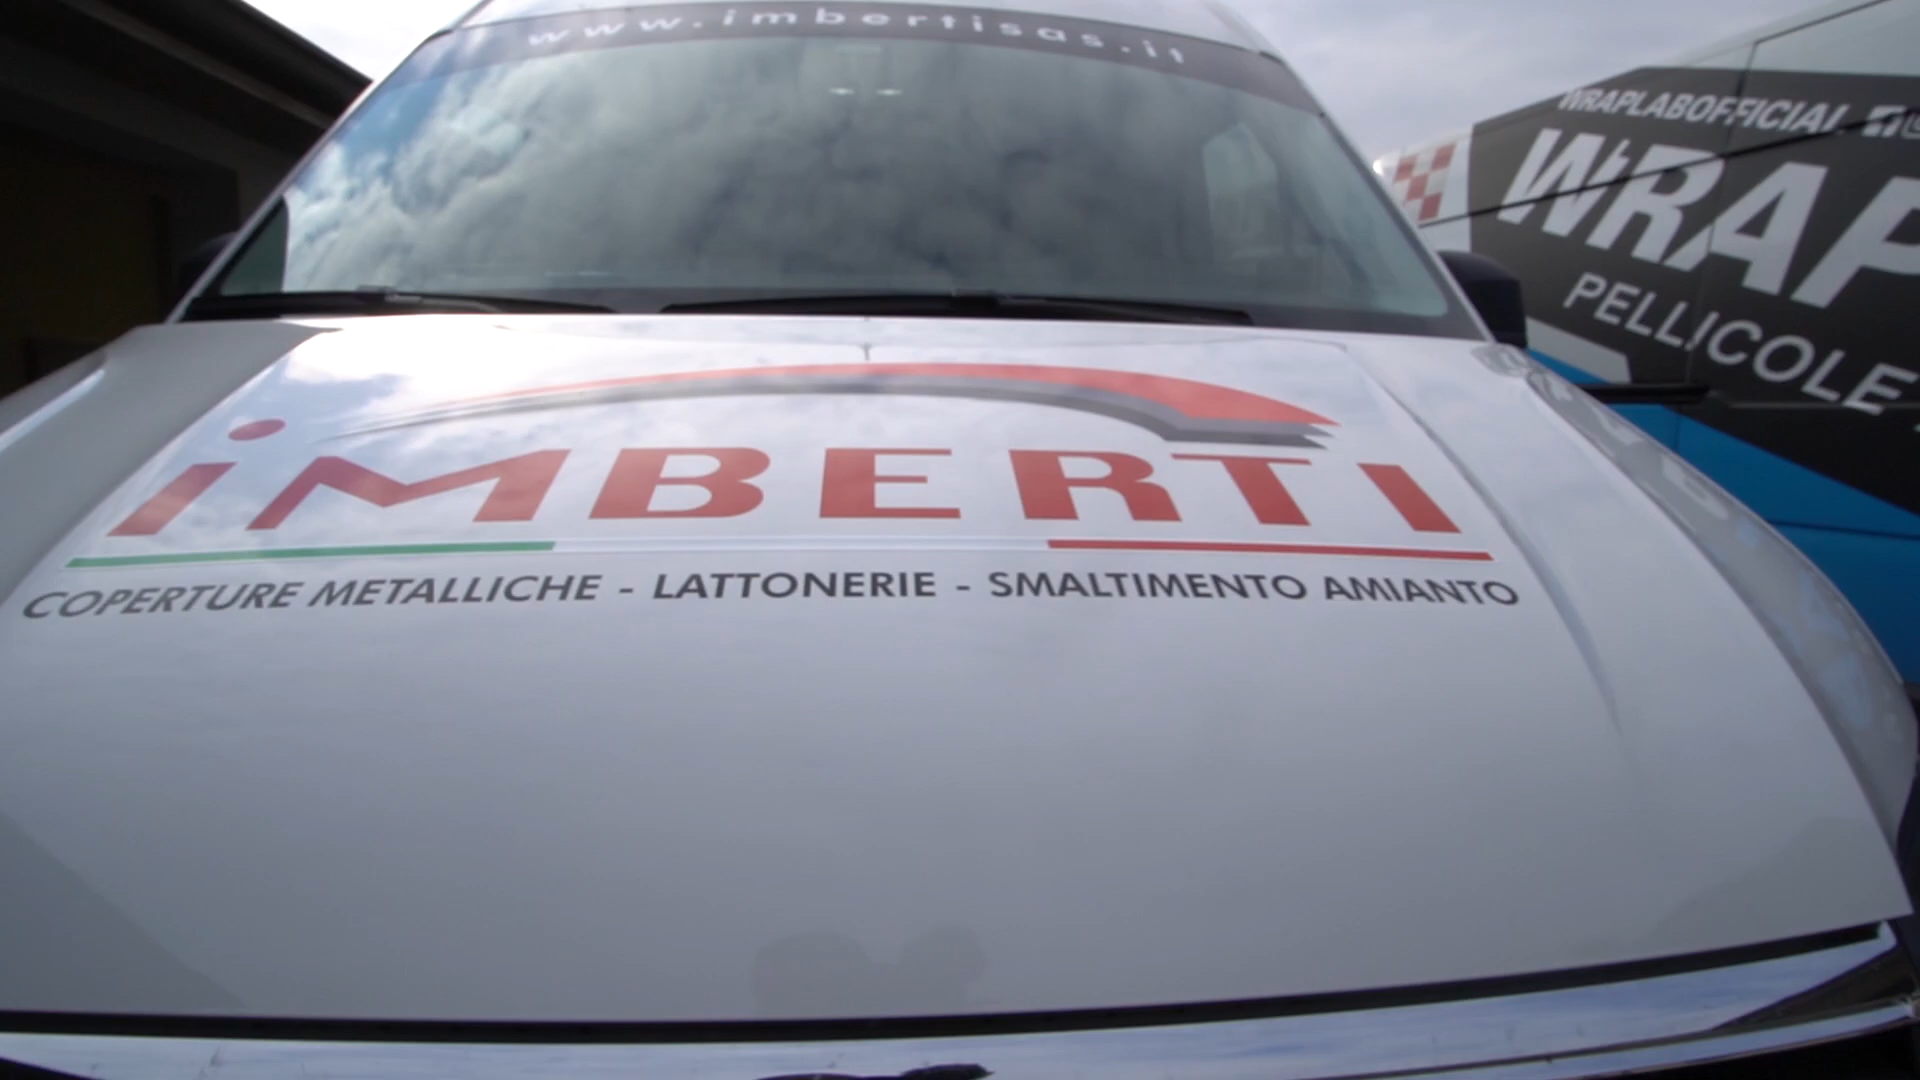 www.imbertisas.it
WRAPLABOFFICIAL
WRAP
PELLICOLE
iMBERTI
COPERTURE METALLICHE - LATTONERIE - SMALTIMENTO AMIANTO